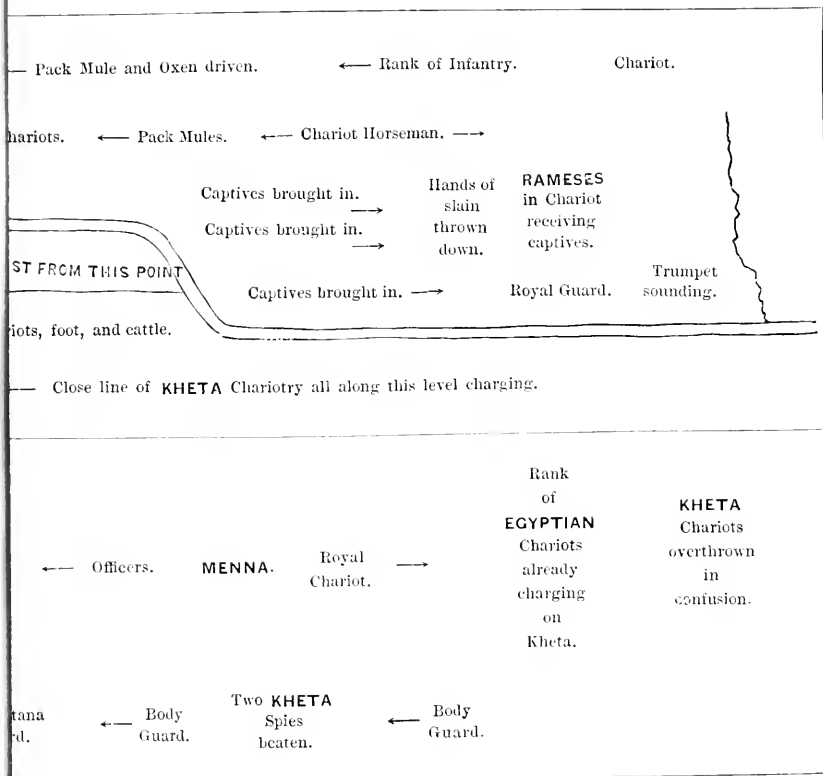 Pack Mule and Oxen driven. Rank of Infantry. Chariot.
hariots. Pack Mules. Chariot Horseman.
Captives brought in.
Captives brought in.
Hands of
slain
thrown
down.
RAMESES
in Chariot
receiving
captives.
ST FROM THIS POINT
Captives brought in. Royal Guard.
Trumpet
sounding.
iots, foot, and cattle.
Close line of KHETA Chariotry all along this level charging.
Officers. MENNA.
Royal
Chariot.
Rank
of
EGYPTIAN
Chariots
already
charging
on
Kheta.
KHETA
Chariots
overthrown
in
confusion.
tana
rd.
Body
Guard.
Two KHETA
Spies
beaten.
Body
Guard.